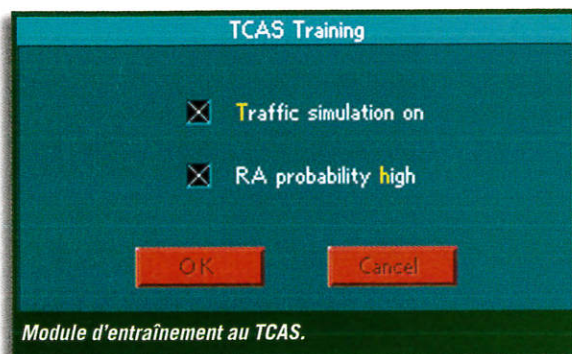 TCAS Training
Traffic simulation on
RA probability high
OK
Cancel
Module d'entraînement au TCAS.